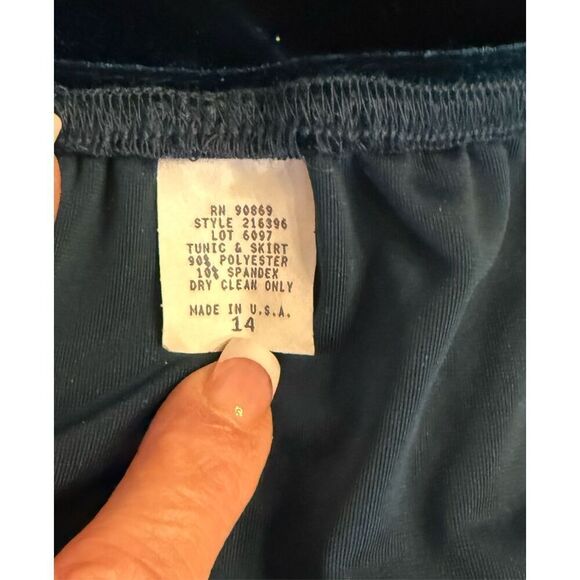 RN 90869
STYLE 216396
LOT 6097
TUNIC & SKIRT
90% POLYESTER
10% SPANDEX
DRY CLEAN ONLY
MADE IN U.S.A.
14